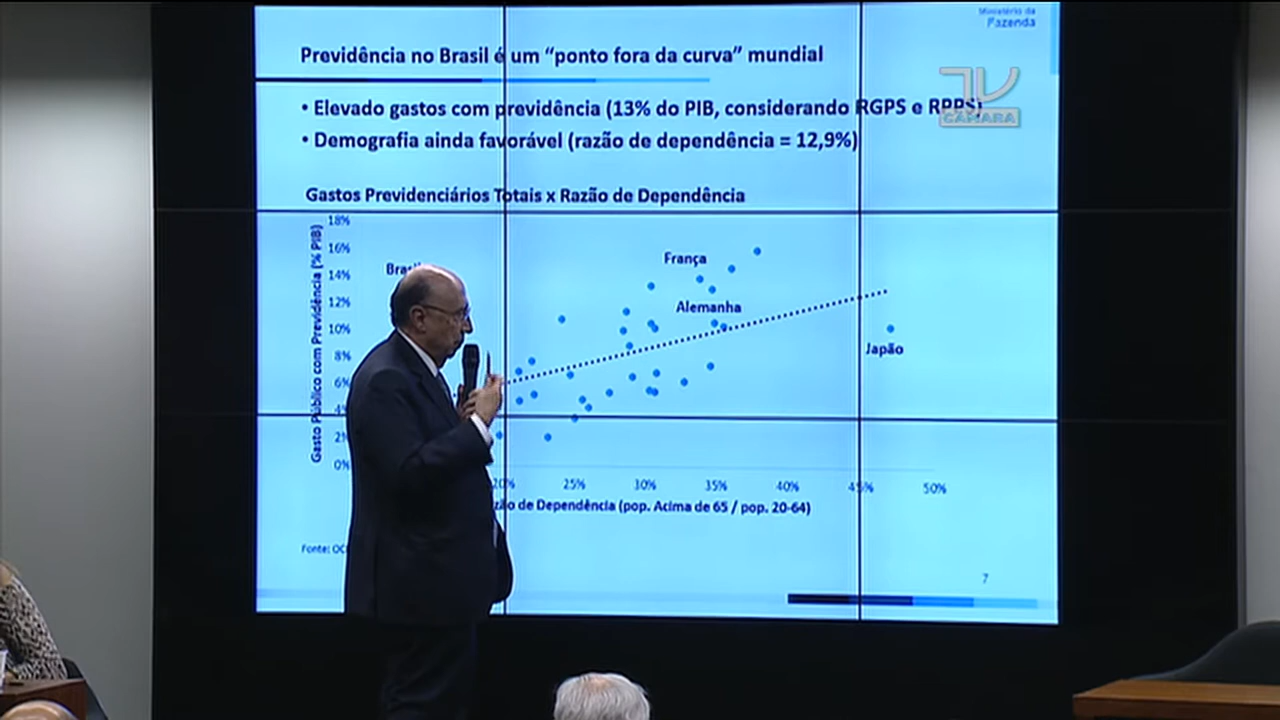 Ministério da
Fazenda
Previdência no Brasil é um “ponto fora da curva” mundial
TV
CÂMARA
• Elevado gastos com previdência (13% do PIB, considerando RGPS e RPPS)
• Demografia ainda favorável (razão de dependência = 12,9%)
Gastos Previdenciários Totais x Razão de Dependência
Gasto Público com Previdência (% PIB)
18%
16%
14%
12%
10%
8%
6%
4%
2%
0%
França
Alemanha
Japão
20%
25%
30%
35%
40%
45%
50%
de Dependência (pop. Acima de 65 / pop. 20-64)
Fonte:
7